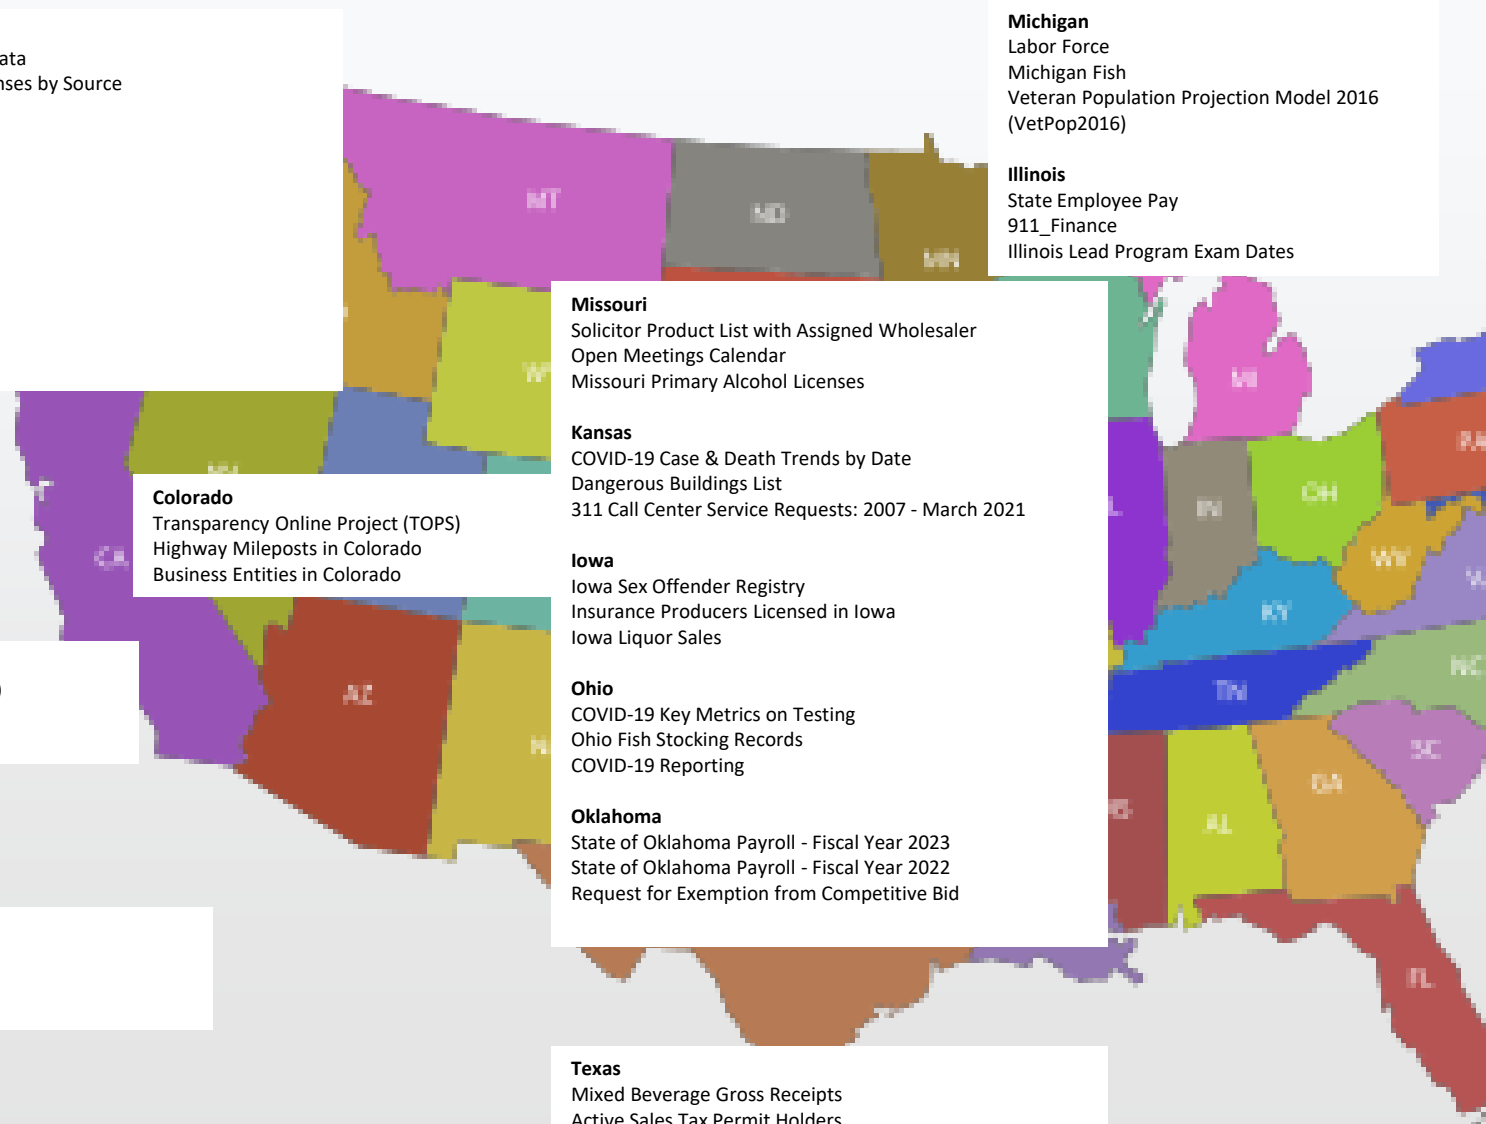 ata
nses by Source
Michigan
Labor Force
Michigan Fish
Veteran Population Projection Model 2016
(VetPop2016)
Illinois
State Employee Pay
911_Finance
Illinois Lead Program Exam Dates
MT
ND
MN
Missouri
Solicitor Product List with Assigned Wholesaler
Open Meetings Calendar
Missouri Primary Alcohol Licenses
Kansas
COVID-19 Case & Death Trends by Date
Dangerous Buildings List
311 Call Center Service Requests: 2007 - March 2021
Iowa
Iowa Sex Offender Registry
Insurance Producers Licensed in Iowa
Iowa Liquor Sales
Ohio
COVID-19 Key Metrics on Testing
Ohio Fish Stocking Records
COVID-19 Reporting
Oklahoma
State of Oklahoma Payroll - Fiscal Year 2023
State of Oklahoma Payroll - Fiscal Year 2022
Request for Exemption from Competitive Bid
Colorado
Transparency Online Project (TOPS)
Highway Mileposts in Colorado
Business Entities in Colorado
)
CA
AZ
MI
PA
OH
IN
WV
KY
NC
TN
SC
GA
AL
FL
Texas
Mixed Beverage Gross Receipts
Active Sales Tax Permit Holders